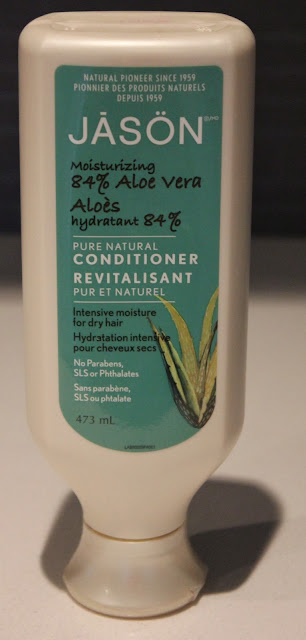 NATURAL PIONEER SINCE 1959
PIONNIER DES PRODUITS NATURELS
DEPUIS 1959
JĀSÖN
Moisturizing
84% Aloe Vera
Aloès
hydratant 84%
PURE NATURAL
CONDITIONER
REVITALISANT
PUR ET NATUREL
Intensive moisture
for dry hair
Hydratation intensive
pour cheveux secs
No Parabens,
SLS or Phthalates
Sans parabène,
SLS ou phtalate
473 mL